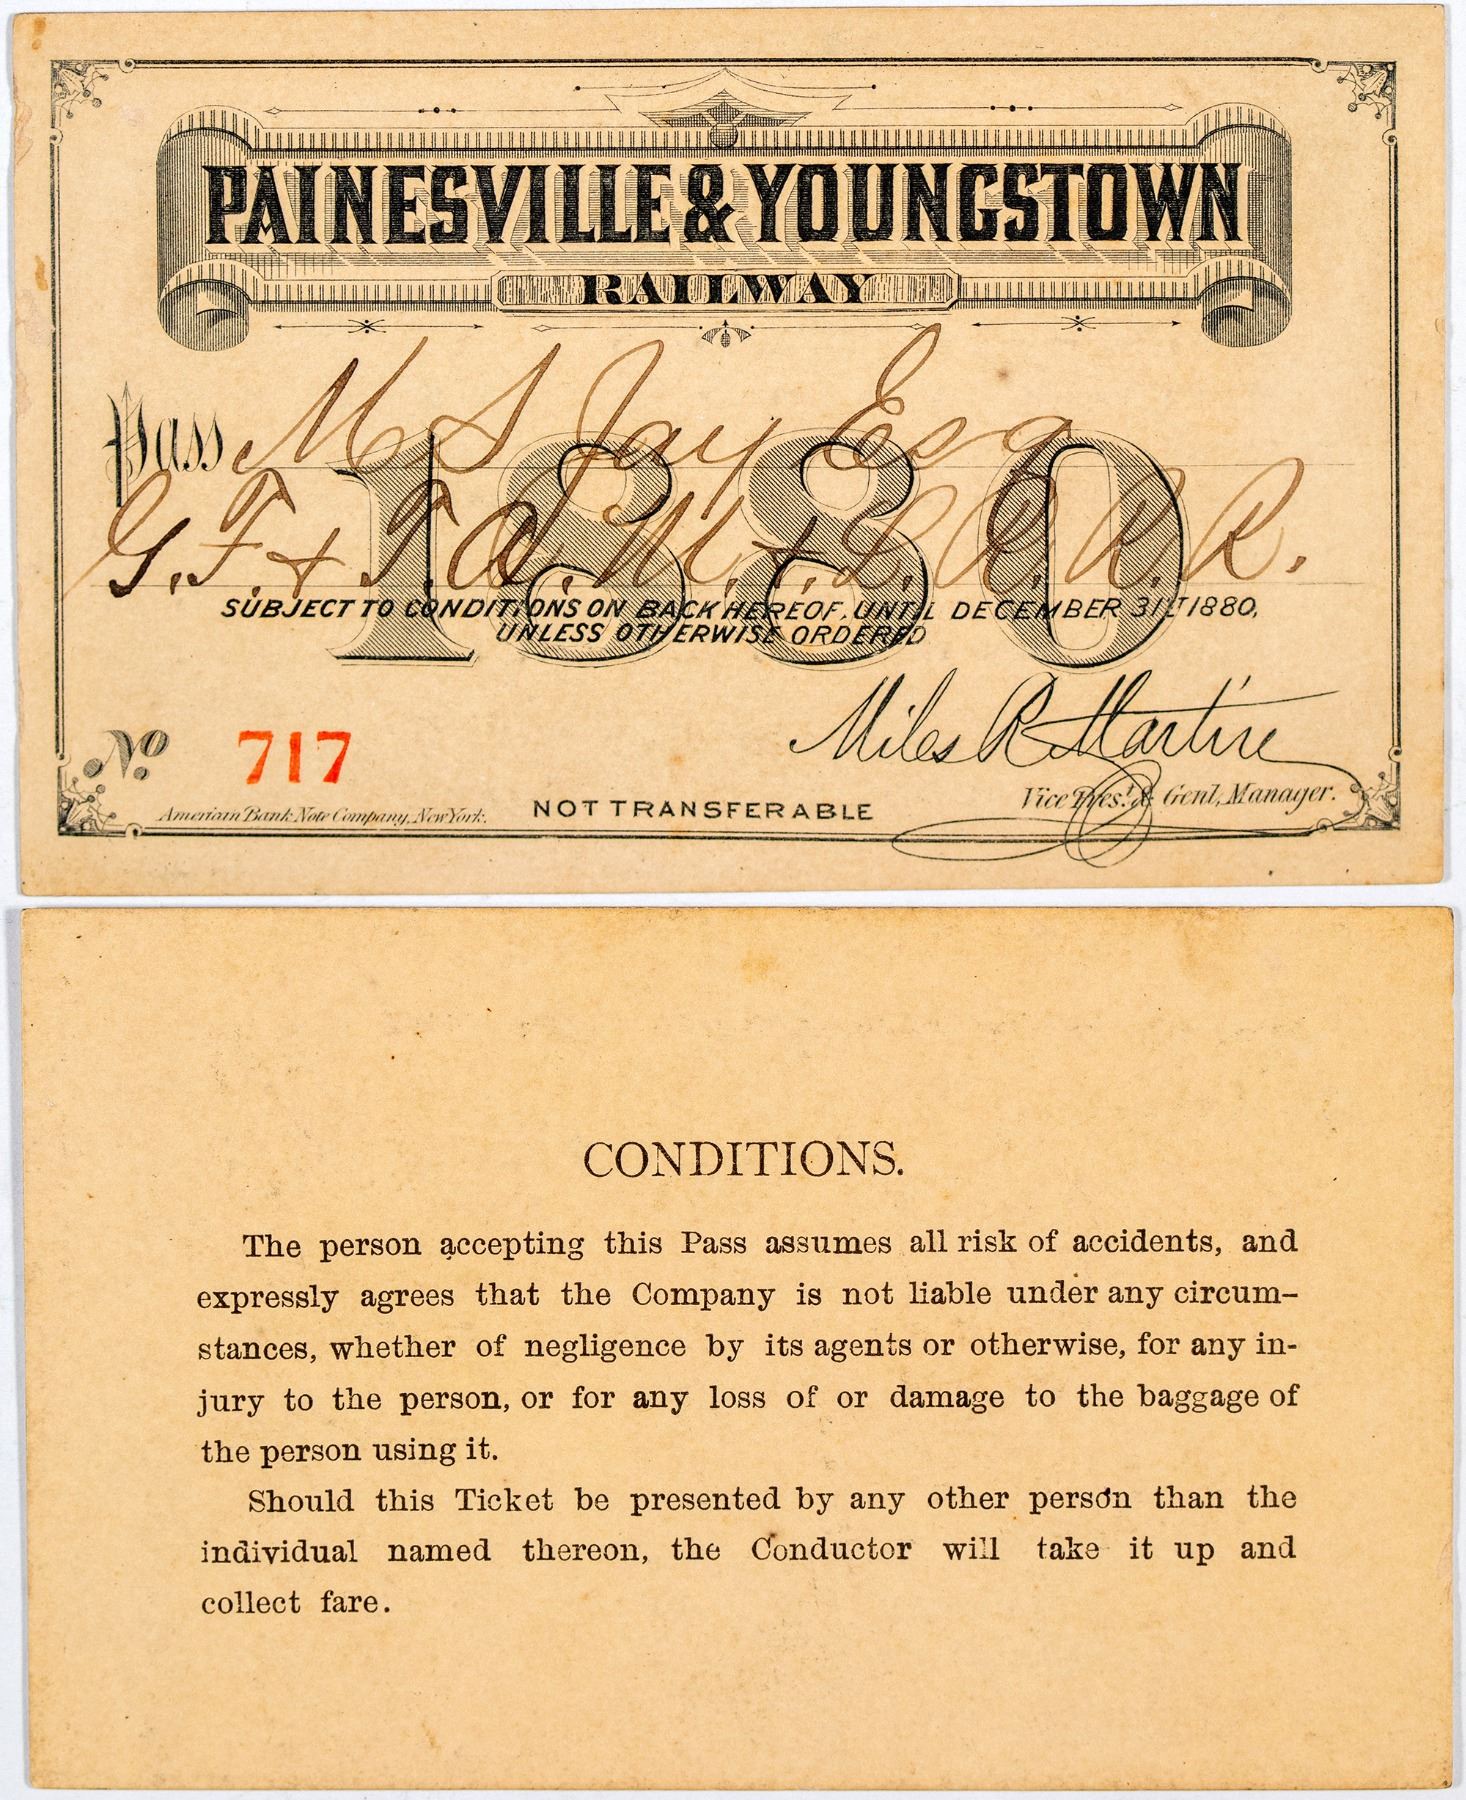 PAINESVILLE & YOUNGSTOWN
RAILWAY
Pass M S Jay Esq
G. F. & T. A. M. & L. R. R. R.
1880
SUBJECT TO CONDITIONS ON BACK HEREOF, UNTIL DECEMBER 31ST 1880,
UNLESS OTHERWISE ORDERED
Miles R Martin
No 717
Vice Prest. & Genl, Manager.
American Bank Note Company, New York.
NOT TRANSFERABLE
CONDITIONS.
The person accepting this Pass assumes all risk of accidents, and
expressly agrees that the Company is not liable under any circum-
stances, whether of negligence by its agents or otherwise, for any in-
jury to the person, or for any loss of or damage to the baggage of
the person using it.
Should this Ticket be presented by any other person than the
individual named thereon, the Conductor will take it up and
collect fare.